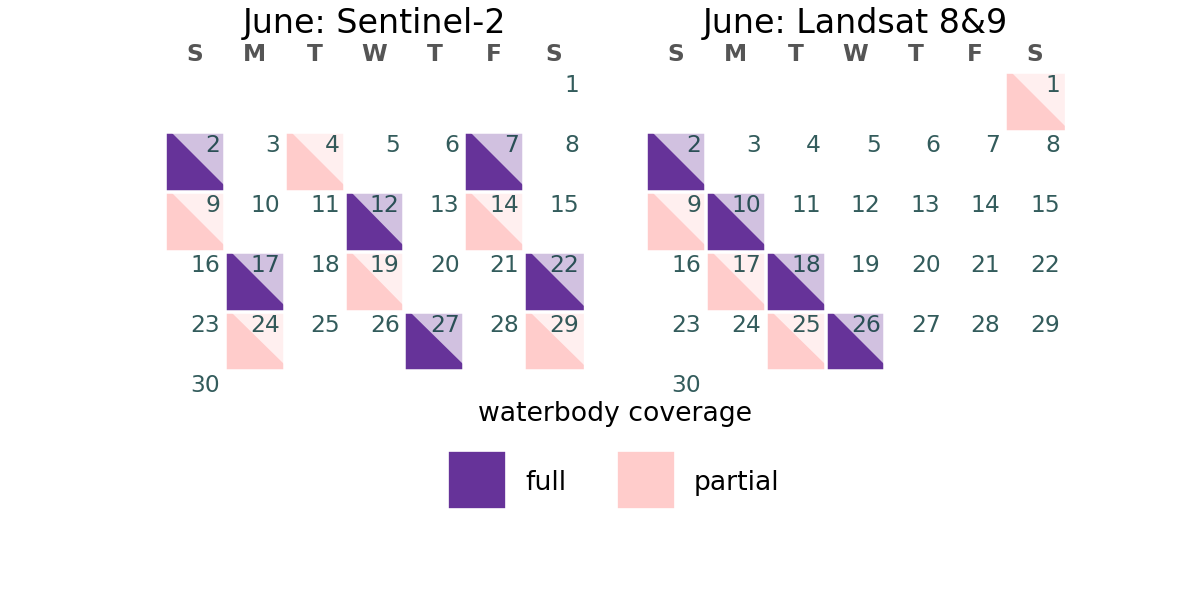 June: Sentinel-2
S M T W T F S
1
2 3 4 5 6 7 8
9 10 11 12 13 14 15
16 17 18 19 20 21 22
23 24 25 26 27 28 29
30
June: Landsat 8&9
S M T W T F S
1
2 3 4 5 6 7 8
9 10 11 12 13 14 15
16 17 18 19 20 21 22
23 24 25 26 27 28 29
30
waterbody coverage
full
partial